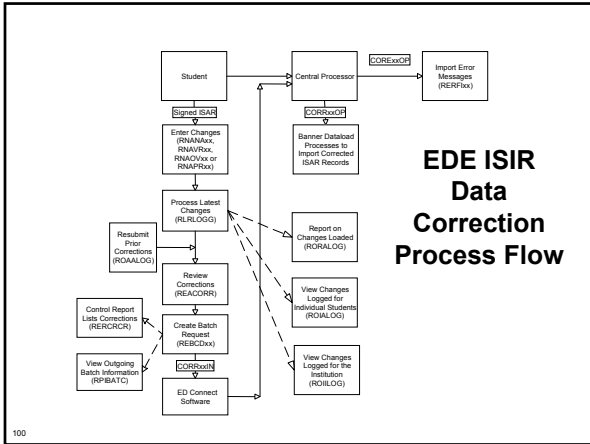 CORExxOP
Student
Central Processor
Import Error
Messages
(RERFIxx)
Signed ISAR
CORRxxOP
Enter Changes
(RNANAxx,
RNAVRxx,
RNAOVxx or
RNAPRxx)
Banner Dataload
Processes to
Import Corrected
ISAR Records
EDE ISIR
Data
Correction
Process Flow
Process Latest
Changes
(RLRLOGG)
Resubmit
Prior
Corrections
(ROAALOG)
Report on
Changes Loaded
(RORALOG)
Review
Corrections
(REACORR)
View Changes
Logged for
Individual Students
(ROIALOG)
Control Report
Lists Corrections
(RERCRCR)
Create Batch
Request
(REBCDxx)
View Outgoing
Batch Information
(RPIBATC)
CORRxxIN
View Changes
Logged for the
Institution
(ROIILOG)
ED Connect
Software
100